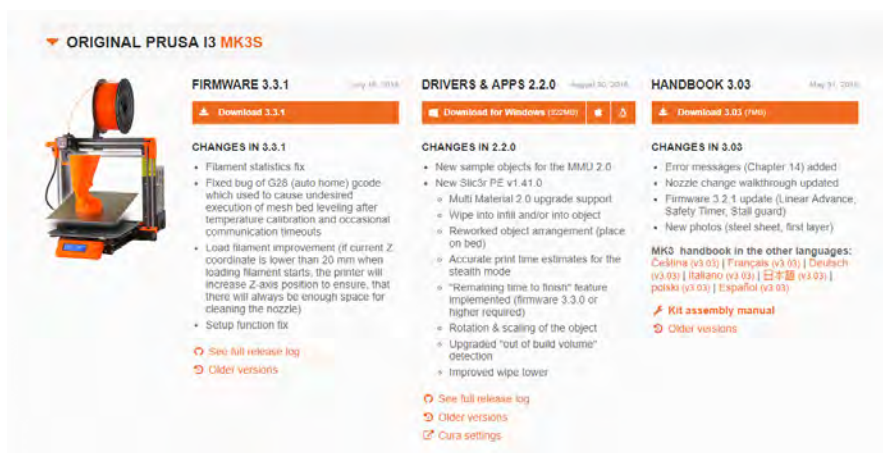 ORIGINAL PRUSA I3 MK3S
FIRMWARE 3.3.1
Download 3.3.1
CHANGES IN 3.3.1
Filament statistics fix
Fixed bug of G28 (auto home) gcode
which used to cause undesired
execution of mesh bed leveling after
temperature calibration and occasional
communication timeouts
Load filament improvement (if current Z
coordinate is lower than 20 mm when
loading filament starts, the printer will
increase Z-axis position to ensure, that
there will always be enough space for
cleaning the nozzle)
Setup function fix
See full release log
Older versions
DRIVERS & APPS 2.2.0 August 2018
Download for Windows (322MB)
CHANGES IN 2.2.0
New sample objects for the MMU 2.0
New Slic3r PE v1.41.0
Multi Material 2.0 upgrade support
Wipe into infill and/or into object
Reworked object arrangement (place
on bed)
Accurate print time estimates for the
stealth mode
"Remaining time to finish" feature
implemented (firmware 3.3.0 or
higher required)
Rotation & scaling of the object
Upgraded "out of build volume"
detection
Improved wipe tower
See full release log
Older versions
Cura settings
HANDBOOK 3.03 May 31, 2018
Download 3.03 (7MB)
CHANGES IN 3.03
Error messages (Chapter 14) added
Nozzle change walkthrough updated
Firmware 3.2.1 update (Linear Advance,
Safety Timer, Stall guard)
New photos (steel sheet, first layer)
MK3 handbook in the other languages:
Čeština (v3.03) | Français (v3.03) | Deutsch
(v3.03) | Italiano (v3.03) | 日本語 (v3.03) |
polski (v3.03) | Español (v3.03)
Kit assembly manual
Older versions